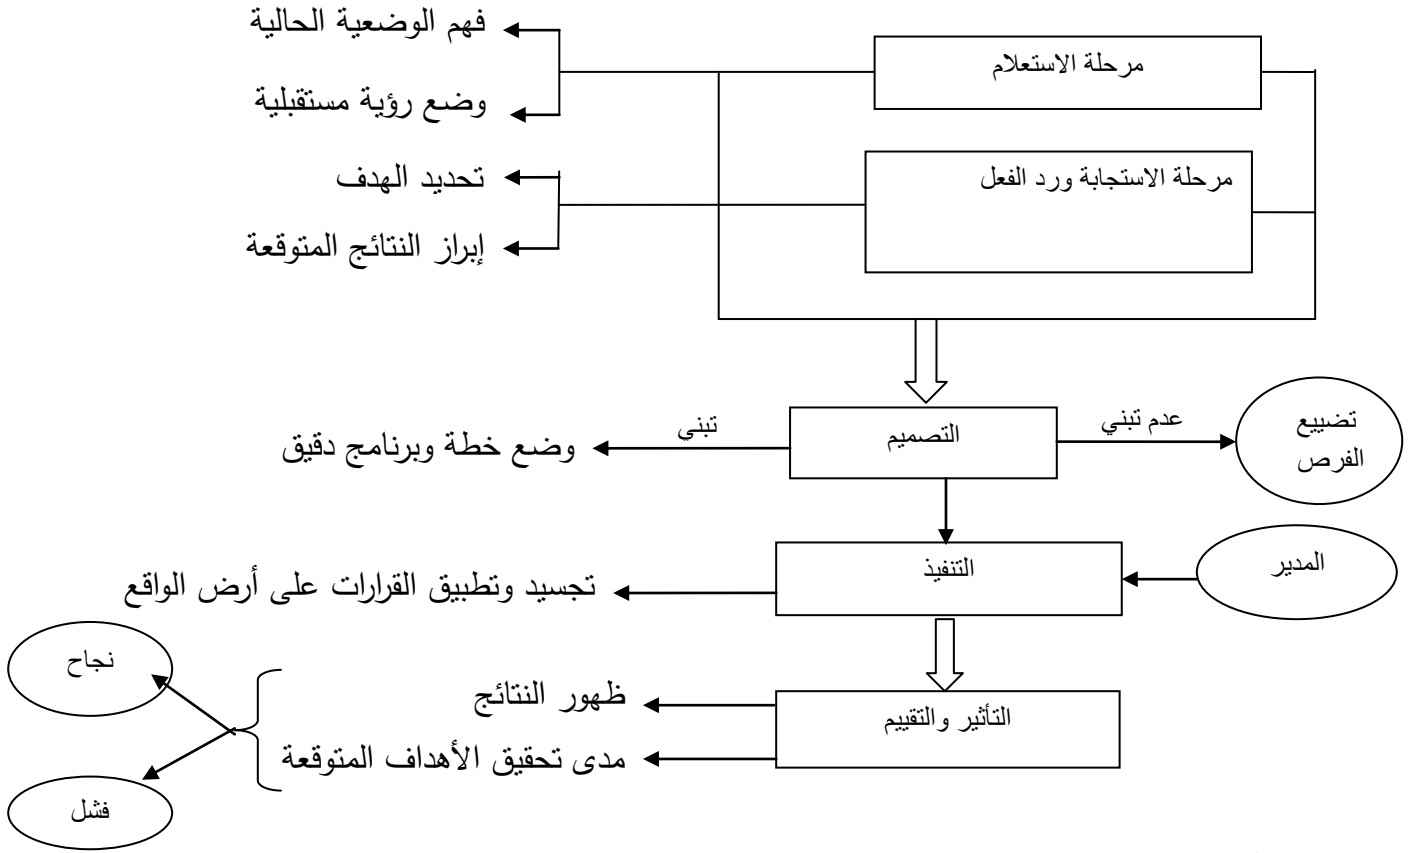 مرحلة الاستعلام
فهم الوضعية الحالية
وضع رؤية مستقبلية
مرحلة الاستجابة ورد الفعل
تحديد الهدف
إبراز النتائج المتوقعة
تضييع
الفرص
عدم تبني
التصميم
تبني
وضع خطة وبرنامج دقيق
المدير
التنفيذ
تجسيد وتطبيق القرارات على أرض الواقع
التأثير والتقييم
ظهور النتائج
مدى تحقيق الأهداف المتوقعة
نجاح
فشل